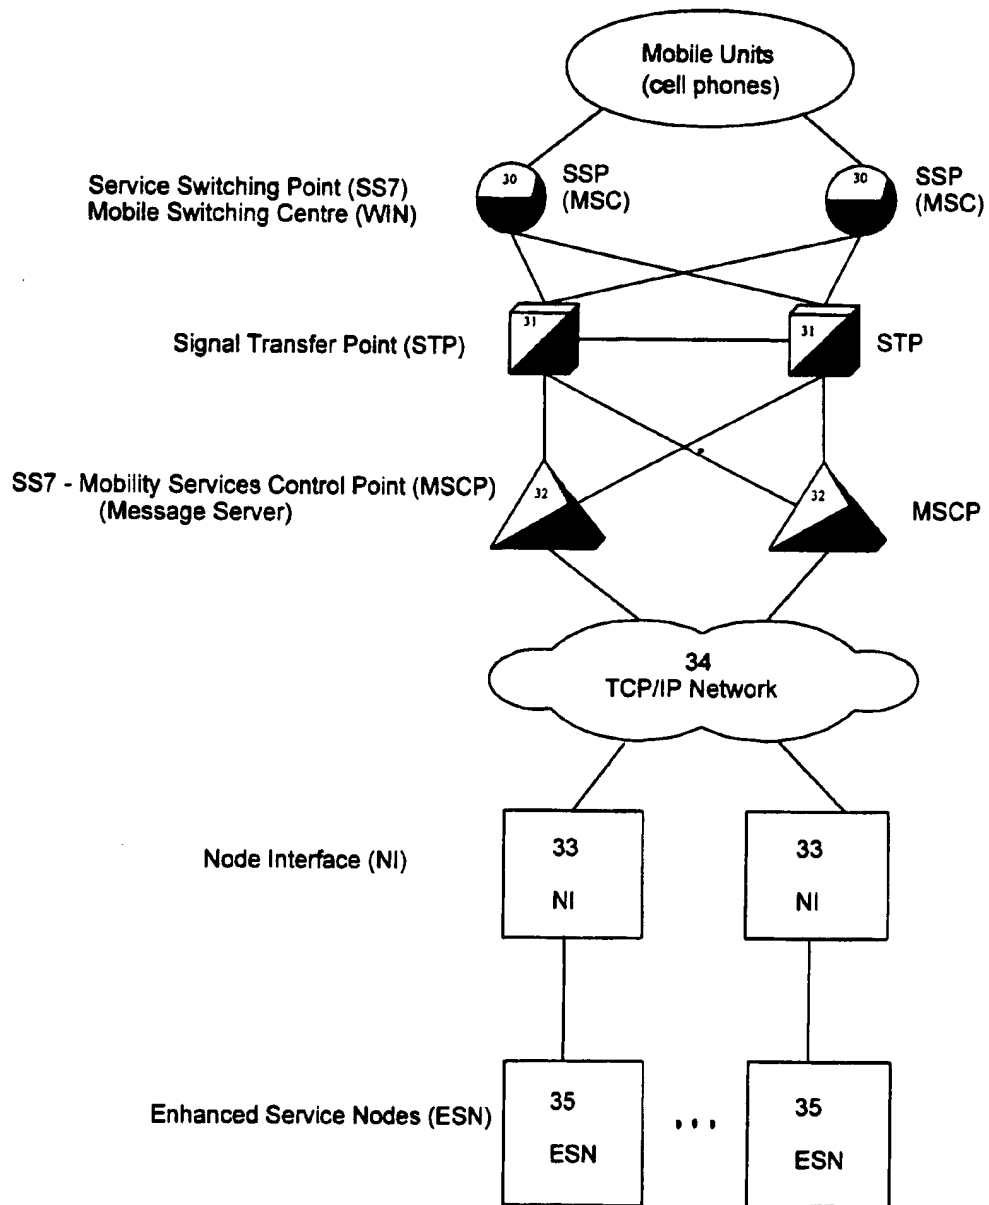 Mobile Units
(cell phones)
Service Switching Point (SS7)
Mobile Switching Centre (WIN)
30
SSP
(MSC)
30
SSP
(MSC)
Signal Transfer Point (STP)
31
31
STP
SS7 - Mobility Services Control Point (MSCP)
(Message Server)
32
32
MSCP
34
TCP/IP Network
Node Interface (NI)
33
NI
33
NI
Enhanced Service Nodes (ESN)
35
ESN
...
35
ESN